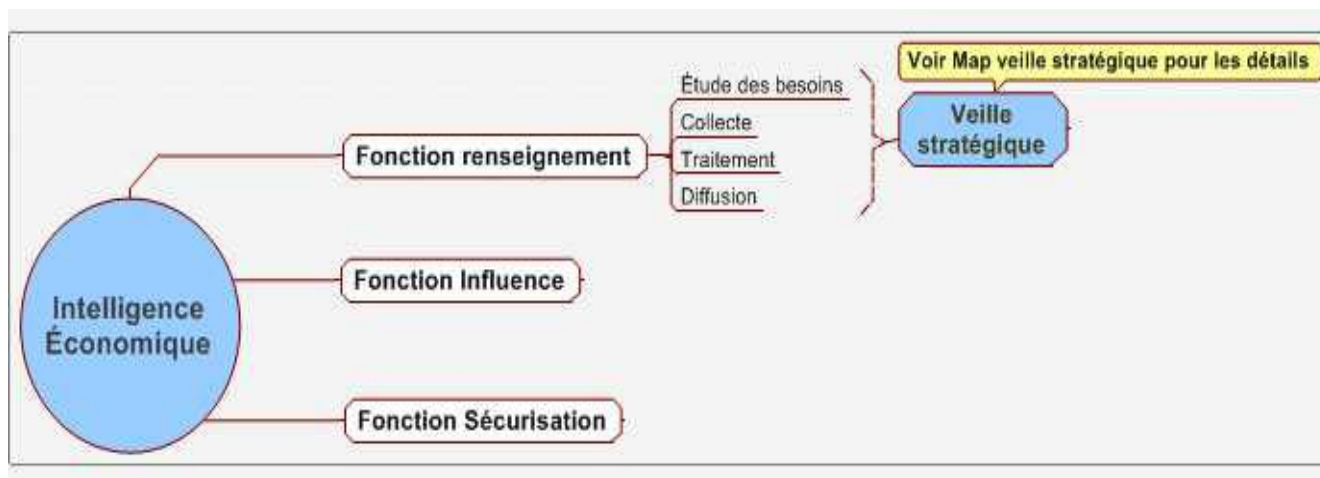 Voir Map veille stratégique pour les détails
Étude des besoins
Collecte
Traitement
Diffusion
Veille
stratégique
Fonction renseignement
Fonction Influence
Intelligence
Économique
Fonction Sécurisation